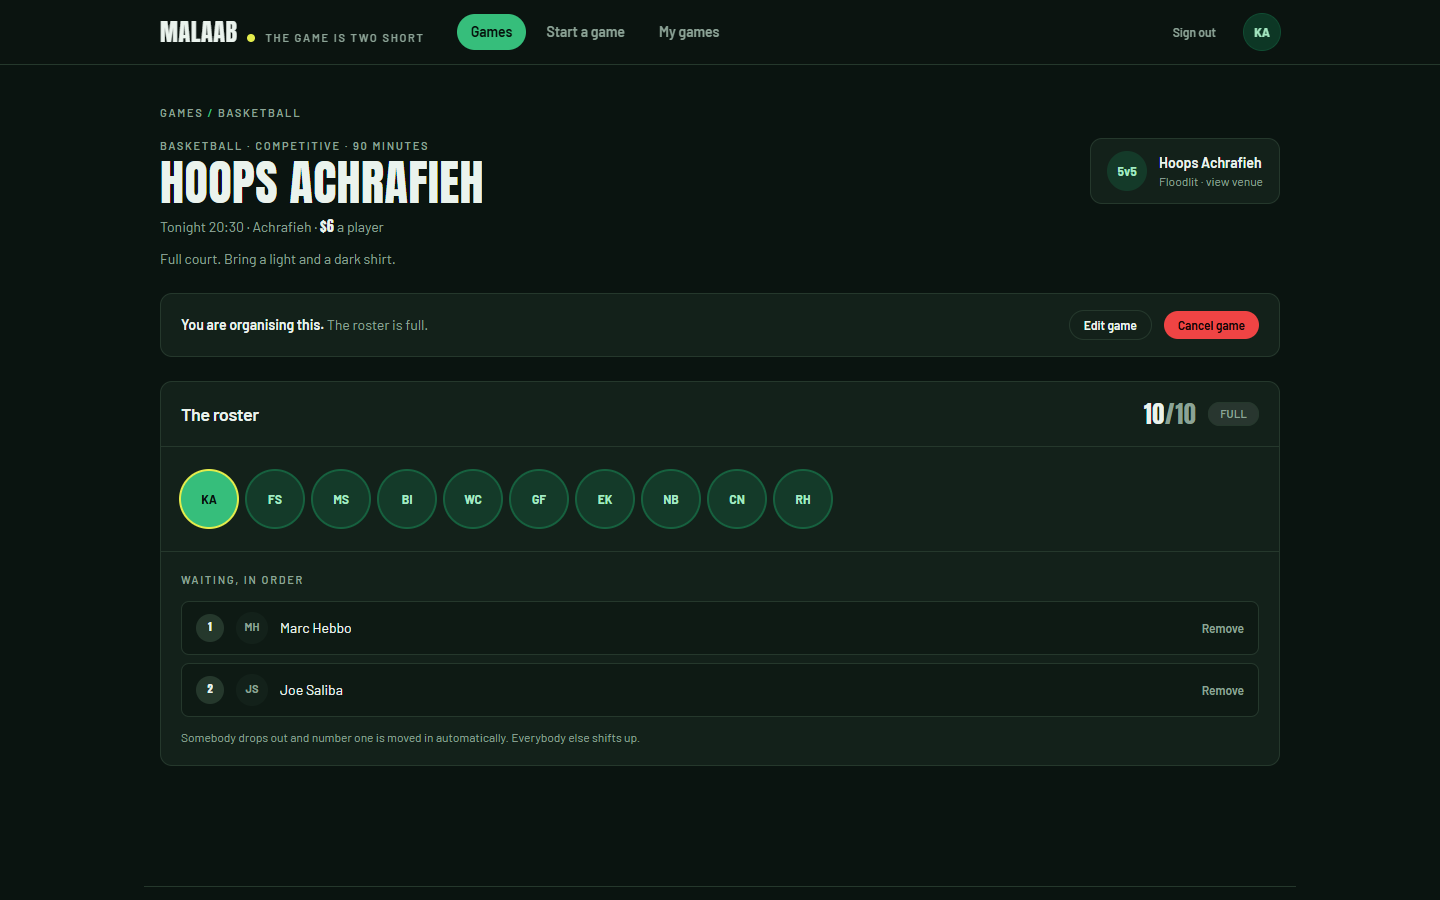 MALAAB THE GAME IS TWO SHORT Games Start a game My games Sign out KA
GAMES / BASKETBALL
BASKETBALL · COMPETITIVE · 90 MINUTES
HOOPS ACHRAFIEH
Tonight 20:30 · Achrafieh · $6 a player
Full court. Bring a light and a dark shirt.
5v5
Hoops Achrafieh
Floodlit · view venue
You are organising this. The roster is full. Edit game Cancel game
The roster 10/10 FULL
KA FS MS BI WC GF EK NB CN RH
WAITING, IN ORDER
1 MH Marc Hebbo Remove
2 JS Joe Saliba Remove
Somebody drops out and number one is moved in automatically. Everybody else shifts up.